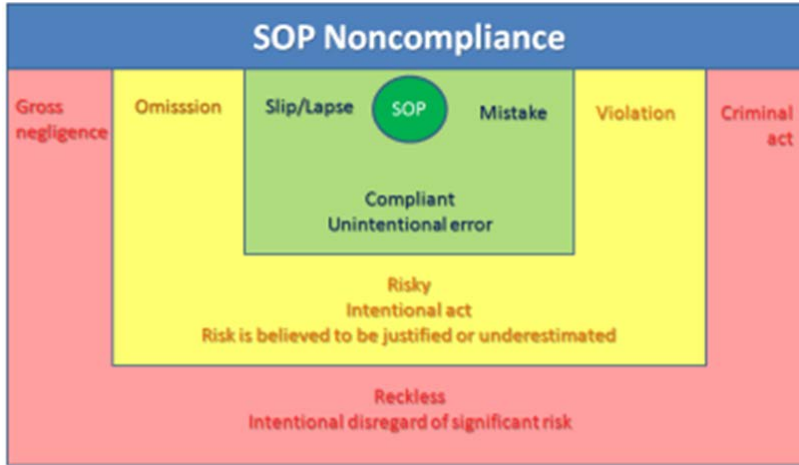 SOP Noncompliance
Gross
negligence
Omisssion
Slip/Lapse
SOP
Mistake
Violation
Criminal
act
Compliant
Unintentional error
Risky
Intentional act
Risk is believed to be justified or underestimated
Reckless
Intentional disregard of significant risk